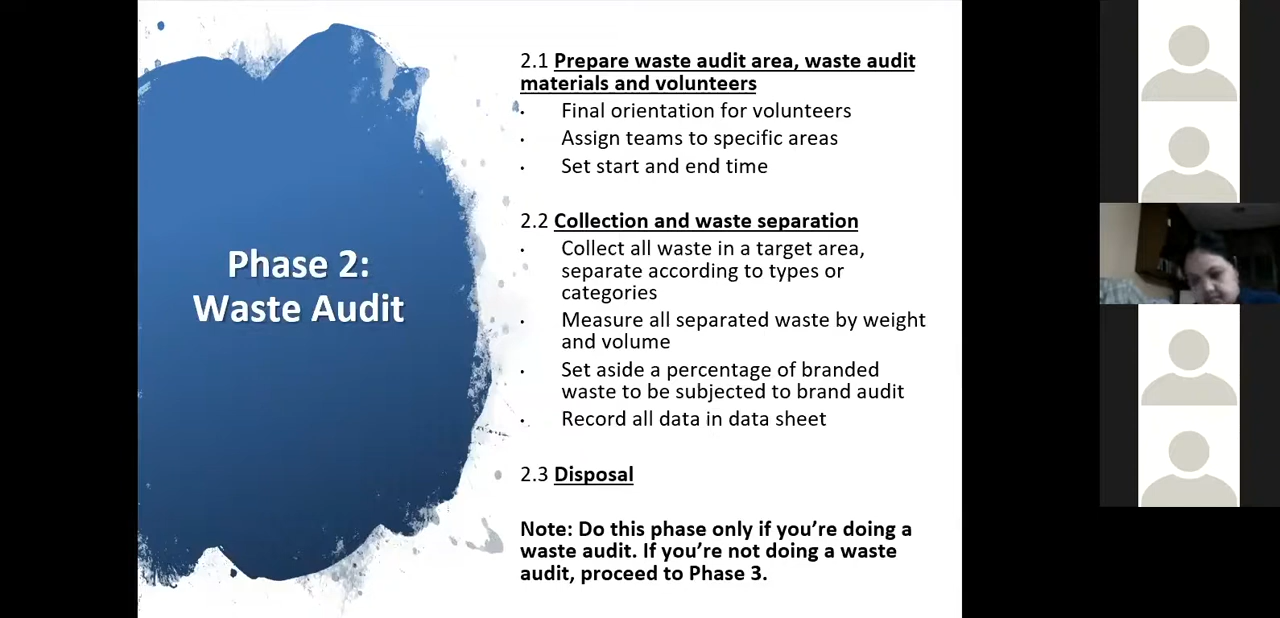 Phase 2:
Waste Audit
2.1 Prepare waste audit area, waste audit
materials and volunteers
• Final orientation for volunteers
• Assign teams to specific areas
• Set start and end time
2.2 Collection and waste separation
• Collect all waste in a target area,
separate according to types or
categories
• Measure all separated waste by weight
and volume
• Set aside a percentage of branded
waste to be subjected to brand audit
• Record all data in data sheet
2.3 Disposal
Note: Do this phase only if you’re doing a
waste audit. If you’re not doing a waste
audit, proceed to Phase 3.